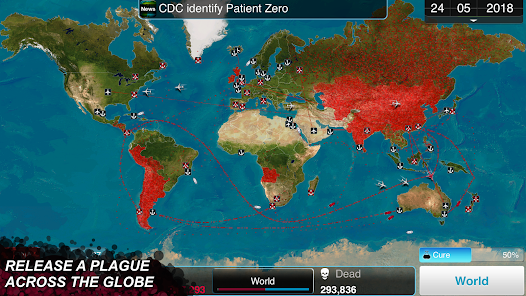 News
CDC identify Patient Zero
24 05 2018
Cure 50%
RELEASE A PLAGUE
ACROSS THE GLOBE
World
Dead
293,836
World